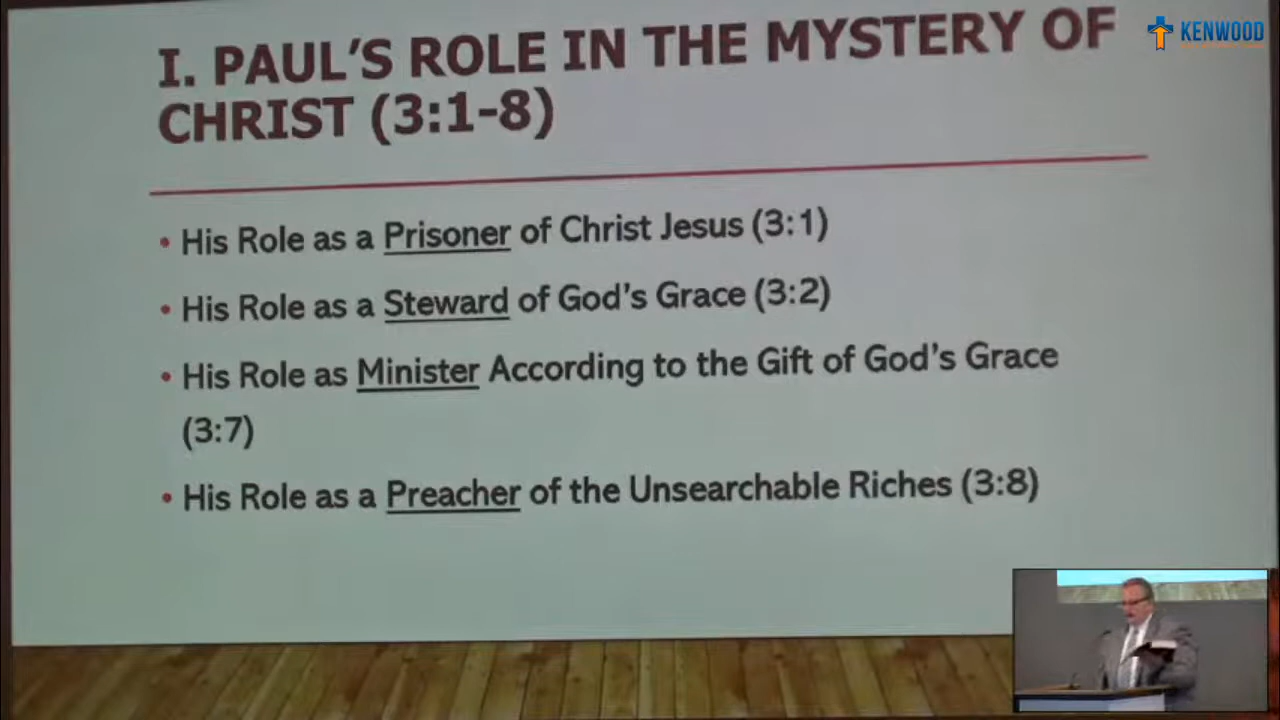 KENWOOD
I. PAUL'S ROLE IN THE MYSTERY OF
CHRIST (3:1-8)
• His Role as a Prisoner of Christ Jesus (3:1)
• His Role as a Steward of God's Grace (3:2)
• His Role as Minister According to the Gift of God's Grace
(3:7)
• His Role as a Preacher of the Unsearchable Riches (3:8)